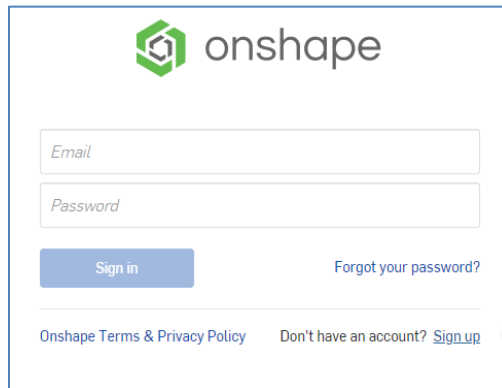 onshape
Email
Password
Sign in Forgot your password?
Onshape Terms & Privacy Policy Don't have an account? Sign up